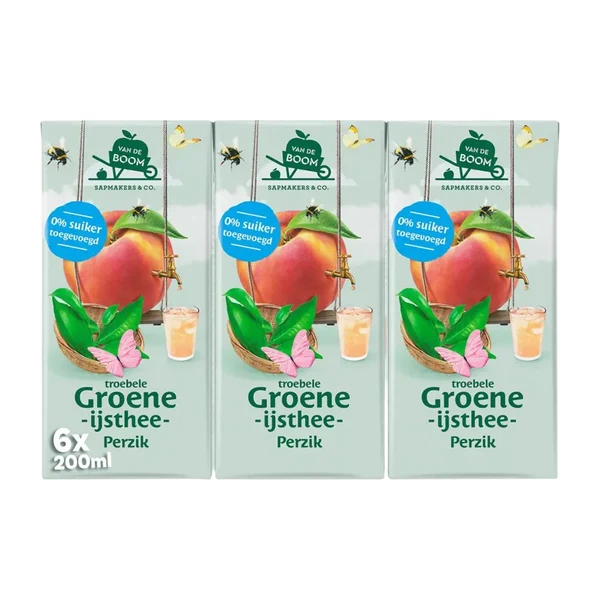 VAN DE
BOOM
SAPMAKERS & CO.
0% suiker
toegevoegd
troebele
Groene
-ijsthee-
Perzik
6x
200ml
VAN DE
BOOM
SAPMAKERS & CO.
0% suiker
toegevoegd
troebele
Groene
-ijsthee-
Perzik
VAN DE
BOOM
SAPMAKERS & CO.
0% suiker
toegevoegd
troebele
Groene
-ijsthee-
Perzik